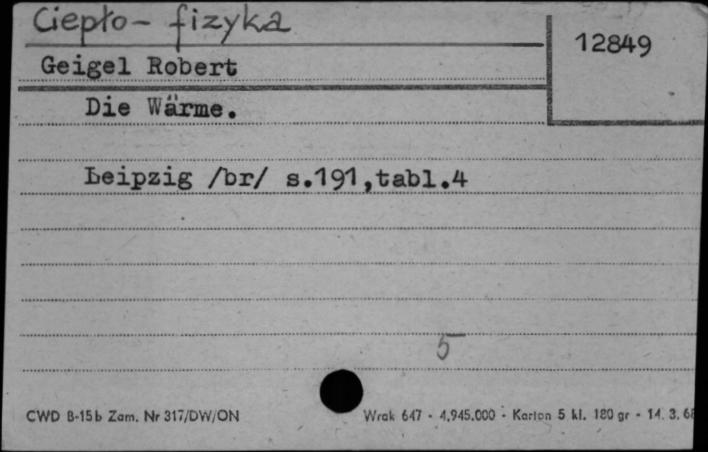 Ciepło - fizyka
12849
Geigel Robert
Die Wärme.
Leipzig /br/ s.191,tabl.4
5
CWD B-15b Zam. Nr 317/DW/ON
Wrak 647 - 4,945.000 - Karton 5 kl. 180 gr - 14. 3. 68